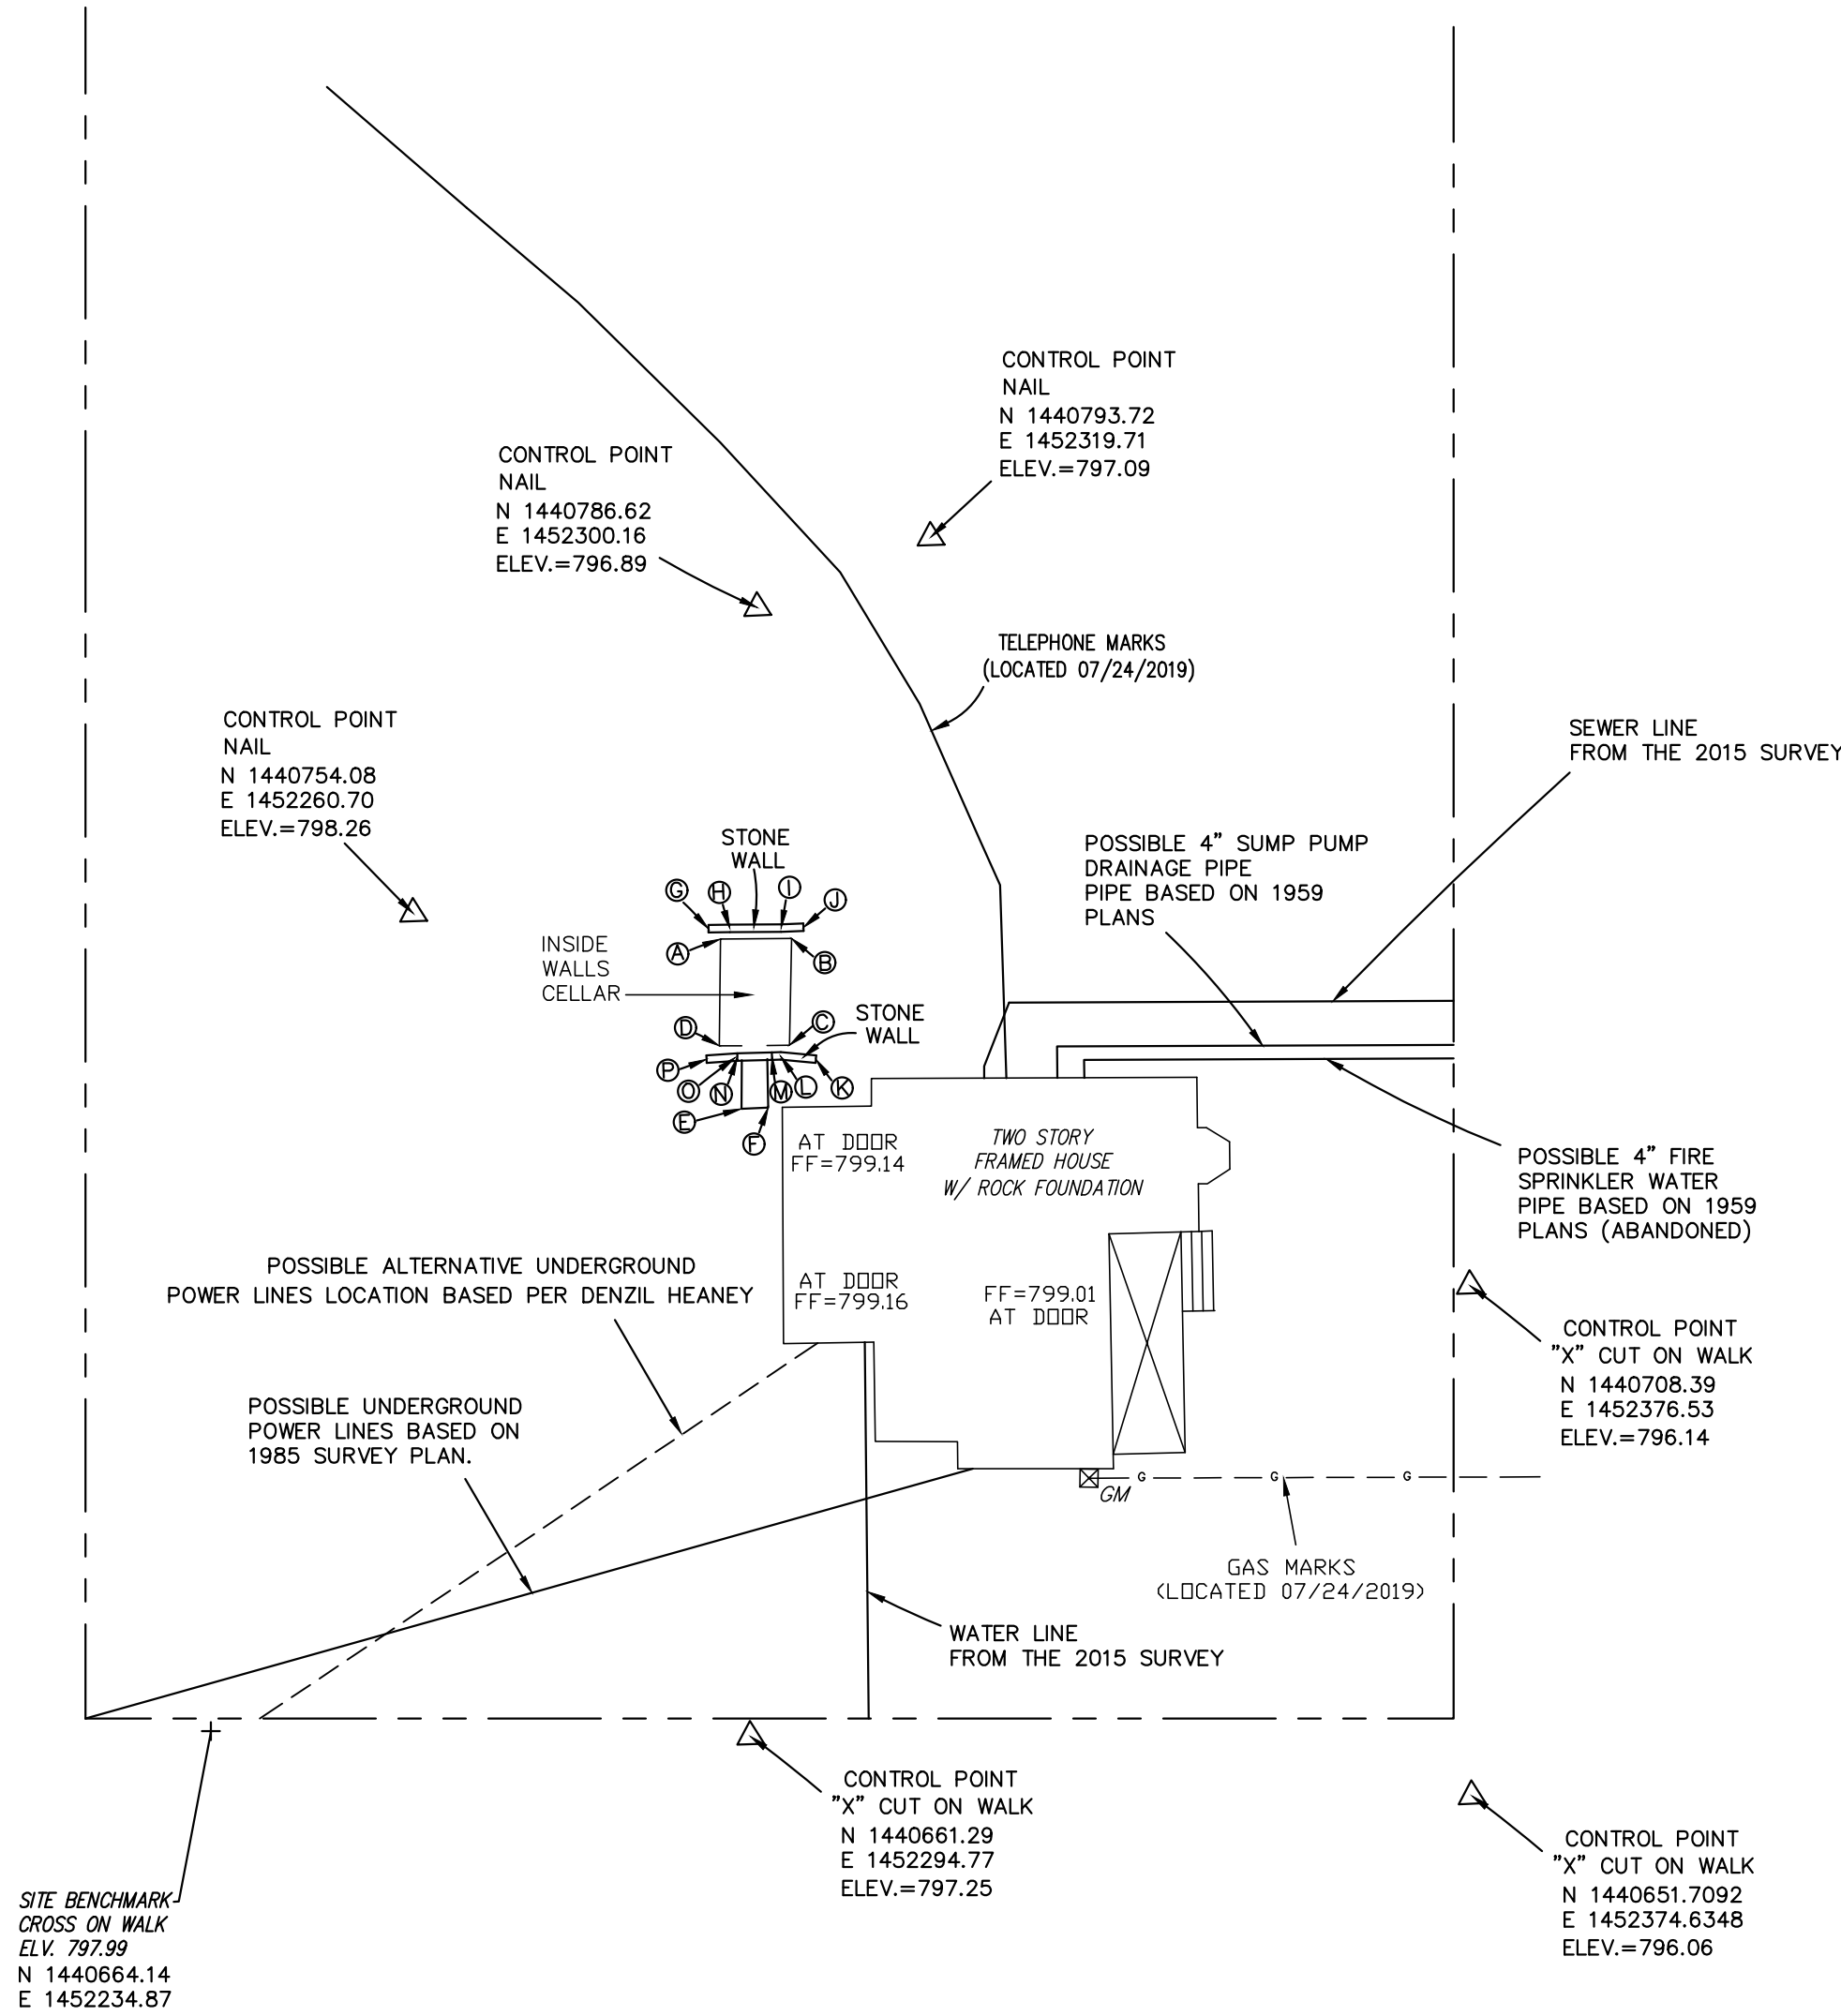 CONTROL POINT
NAIL
N 1440793.72
E 1452319.71
ELEV.=797.09
CONTROL POINT
NAIL
N 1440786.62
E 1452300.16
ELEV.=796.89
TELEPHONE MARKS
(LOCATED 07/24/2019)
CONTROL POINT
NAIL
N 1440754.08
E 1452260.70
ELEV.=798.26
SEWER LINE
FROM THE 2015 SURVEY
STONE
WALL
POSSIBLE 4" SUMP PUMP
DRAINAGE PIPE
PIPE BASED ON 1959
PLANS
G
H
I
J
A
B
INSIDE
WALLS
CELLAR
D
C
STONE
WALL
P
O
N
M
L
K
E
F
AT DOOR
FF=799.14
TWO STORY
FRAMED HOUSE
W/ ROCK FOUNDATION
POSSIBLE 4" FIRE
SPRINKLER WATER
PIPE BASED ON 1959
PLANS (ABANDONED)
POSSIBLE ALTERNATIVE UNDERGROUND
POWER LINES LOCATION BASED PER DENZIL HEANEY
AT DOOR
FF=799.16
FF=799.01
AT DOOR
CONTROL POINT
"X" CUT ON WALK
N 1440708.39
E 1452376.53
ELEV.=796.14
POSSIBLE UNDERGROUND
POWER LINES BASED ON
1985 SURVEY PLAN.
G
G
G
GM
GAS MARKS
(LOCATED 07/24/2019)
WATER LINE
FROM THE 2015 SURVEY
CONTROL POINT
"X" CUT ON WALK
N 1440661.29
E 1452294.77
ELEV.=797.25
CONTROL POINT
"X" CUT ON WALK
N 1440651.7092
E 1452374.6348
ELEV.=796.06
SITE BENCHMARK
CROSS ON WALK
ELV. 797.99
N 1440664.14
E 1452234.87